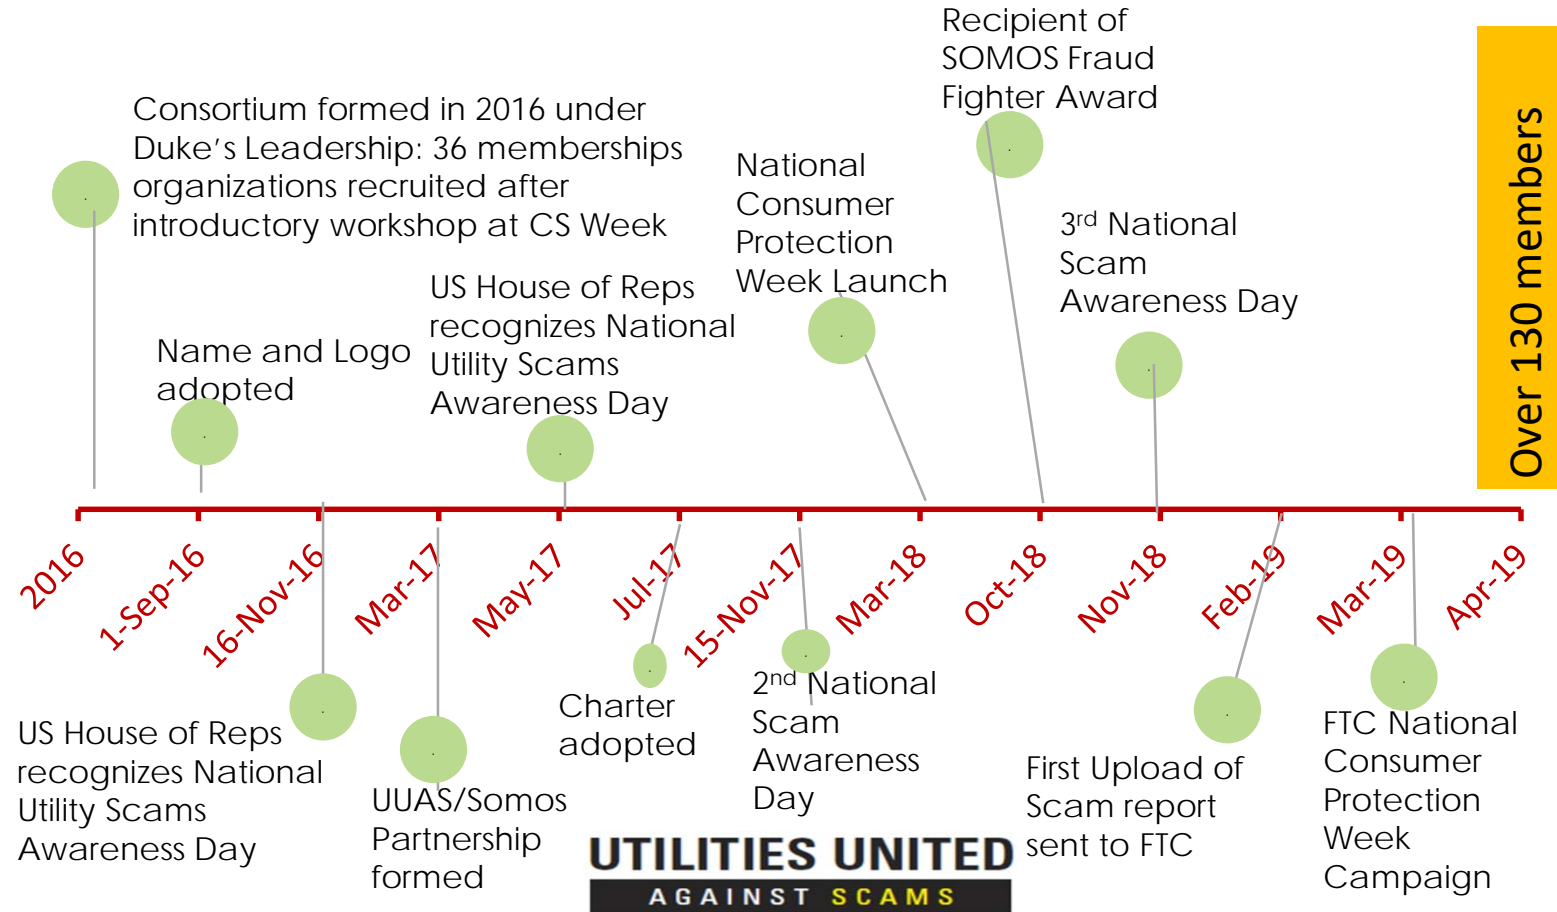 Recipient of
SOMOS Fraud
Fighter Award
Consortium formed in 2016 under
Duke’s Leadership: 36 memberships
organizations recruited after
introductory workshop at CS Week
National
Consumer
Protection
Week Launch
3rd National
Scam
Awareness Day
Over 130 members
US House of Reps
recognizes National
Utility Scams
Awareness Day
Name and Logo
adopted
2016
1-Sep-16
16-Nov-16
Mar-17
May-17
Jul-17
15-Nov-17
Mar-18
Oct-18
Nov-18
Feb-19
Mar-19
Apr-19
US House of Reps
recognizes National
Utility Scams
Awareness Day
UUAS/Somos
Partnership
formed
Charter
adopted
2nd National
Scam
Awareness
Day
First Upload of
Scam report
sent to FTC
FTC National
Consumer
Protection
Week
Campaign
UTILITIES UNITED
AGAINST SCAMS